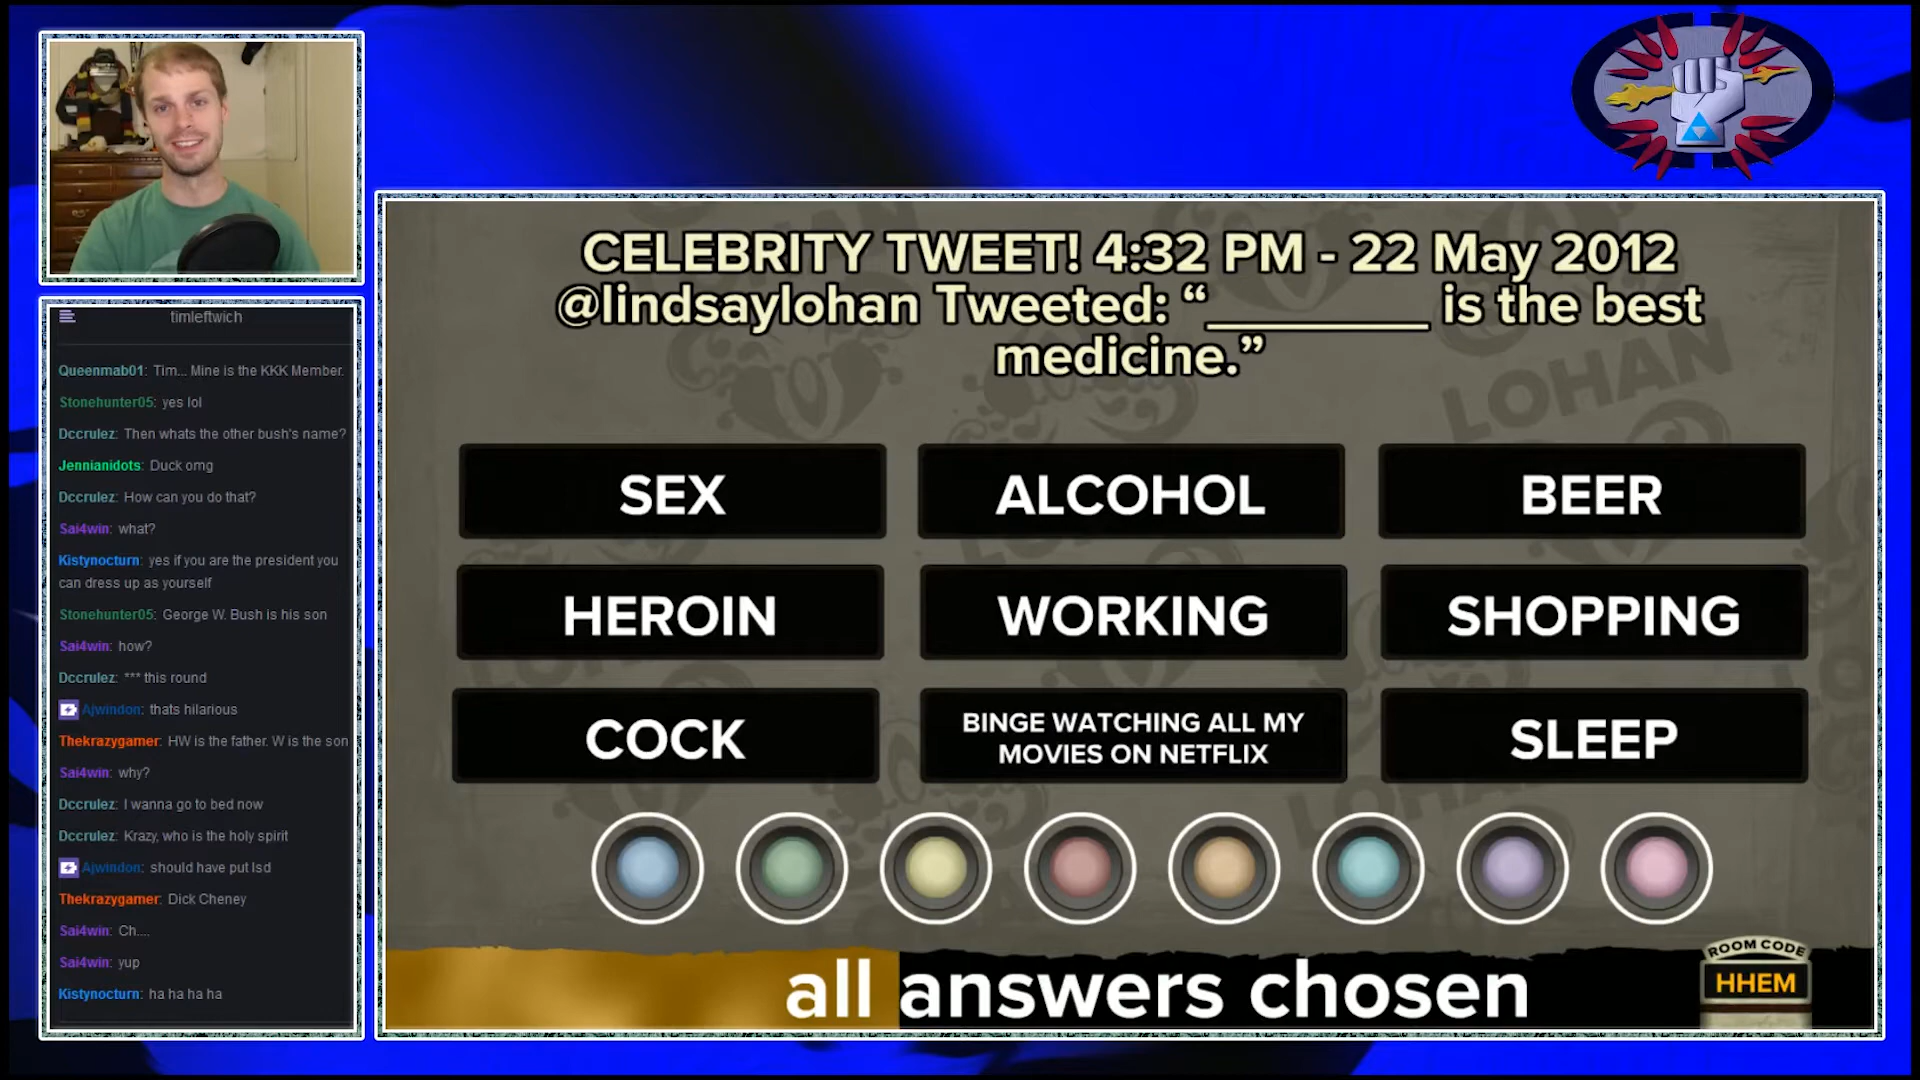 timleftwich
Queenmab01: Tim... Mine is the KKK Member.
Stonehunter05: yes lol
Dccrulez: Then whats the other bush's name?
Jennianidots: Duck omg
Dccrulez: How can you do that?
Sai4win: what?
Kistynocturn: yes if you are the president you
can dress up as yourself
Stonehunter05: George W. Bush is his son
Sai4win: how?
Dccrulez: *** this round
Ajwindon: thats hilarious
Thekrazygamer: HW is the father. W is the son
Sai4win: why?
Dccrulez: I wanna go to bed now
Dccrulez: Krazy, who is the holy spirit
Ajwindon: should have put lsd
Thekrazygamer: Dick Cheney
Sai4win: Ch....
Sai4win: yup
Kistynocturn: ha ha ha ha
CELEBRITY TWEET! 4:32 PM - 22 May 2012
@lindsaylohan Tweeted: “________ is the best
medicine.”
LOHAN
SEX
ALCOHOL
BEER
HEROIN
WORKING
SHOPPING
COCK
BINGE WATCHING ALL MY
MOVIES ON NETFLIX
SLEEP
all answers chosen
ROOM CODE
HHEM